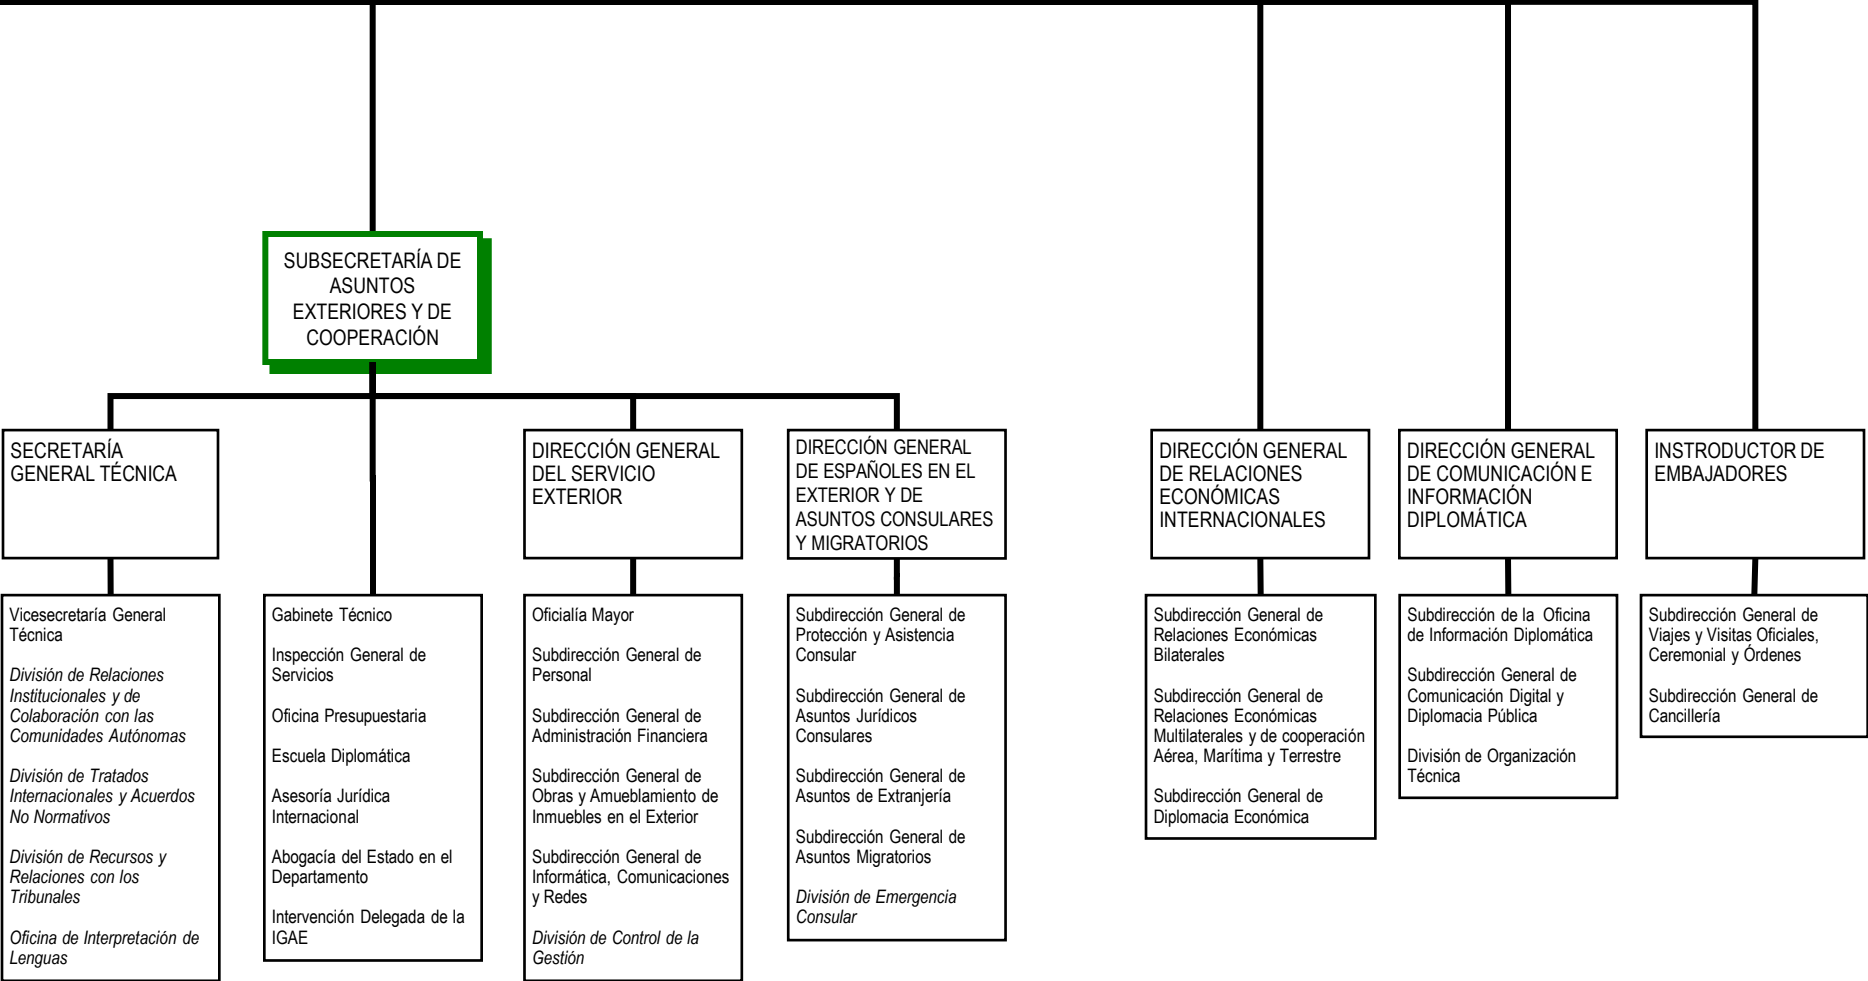 SUBSECRETARÍA DE
ASUNTOS
EXTERIORES Y DE
COOPERACIÓN
SECRETARÍA
GENERAL TÉCNICA
DIRECCIÓN GENERAL
DEL SERVICIO
EXTERIOR
DIRECCIÓN GENERAL
DE ESPAÑOLES EN EL
EXTERIOR Y DE
ASUNTOS CONSULARES
Y MIGRATORIOS
DIRECCIÓN GENERAL
DE RELACIONES
ECONÓMICAS
INTERNACIONALES
DIRECCIÓN GENERAL
DE COMUNICACIÓN E
INFORMACIÓN
DIPLOMÁTICA
INSTRODUCTOR DE
EMBAJADORES
Vicesecretaría General
Técnica
División de Relaciones
Institucionales y de
Colaboración con las
Comunidades Autónomas
División de Tratados
Internacionales y Acuerdos
No Normativos
División de Recursos y
Relaciones con los
Tribunales
Oficina de Interpretación de
Lenguas
Gabinete Técnico
Inspección General de
Servicios
Oficina Presupuestaria
Escuela Diplomática
Asesoría Jurídica
Internacional
Abogacía del Estado en el
Departamento
Intervención Delegada de la
IGAE
Oficialía Mayor
Subdirección General de
Personal
Subdirección General de
Administración Financiera
Subdirección General de
Obras y Amueblamiento de
Inmuebles en el Exterior
Subdirección General de
Informática, Comunicaciones
y Redes
División de Control de la
Gestión
Subdirección General de
Protección y Asistencia
Consular
Subdirección General de
Asuntos Jurídicos
Consulares
Subdirección General de
Asuntos de Extranjería
Subdirección General de
Asuntos Migratorios
División de Emergencia
Consular
Subdirección General de
Relaciones Económicas
Bilaterales
Subdirección General de
Relaciones Económicas
Multilaterales y de cooperación
Aérea, Marítima y Terrestre
Subdirección General de
Diplomacia Económica
Subdirección de la Oficina
de Información Diplomática
Subdirección General de
Comunicación Digital y
Diplomacia Pública
División de Organización
Técnica
Subdirección General de
Viajes y Visitas Oficiales,
Ceremonial y Órdenes
Subdirección General de
Cancillería